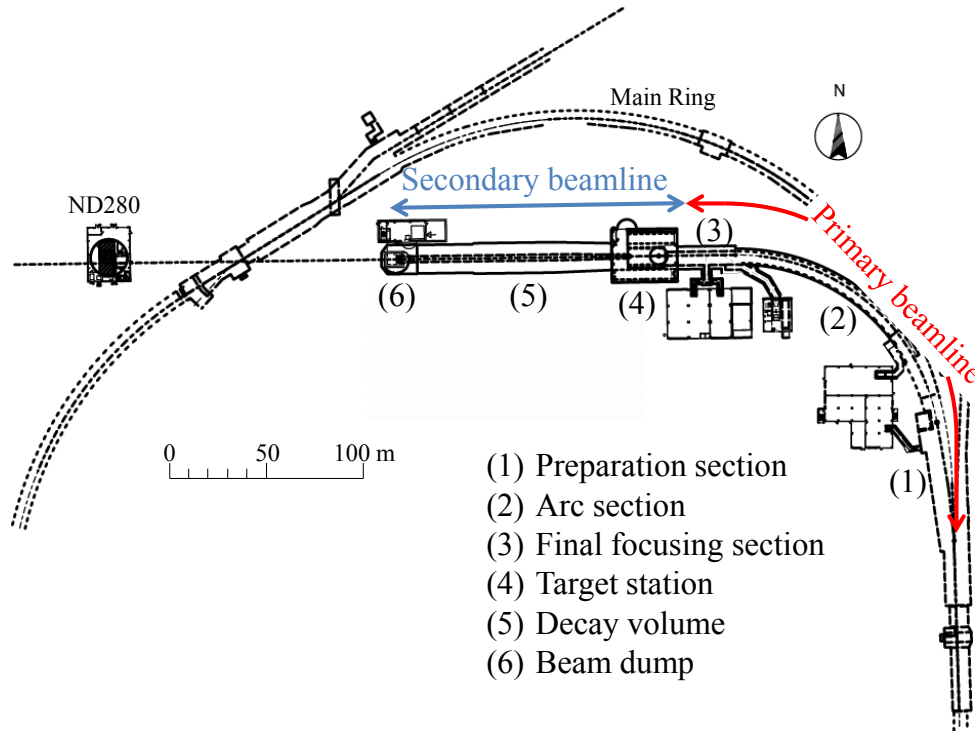 Main Ring
N
Secondary beamline
ND280
Primary beamline
(3)
(6)
(5)
(4)
(2)
(1)
0 50 100 m
(1) Preparation section
(2) Arc section
(3) Final focusing section
(4) Target station
(5) Decay volume
(6) Beam dump